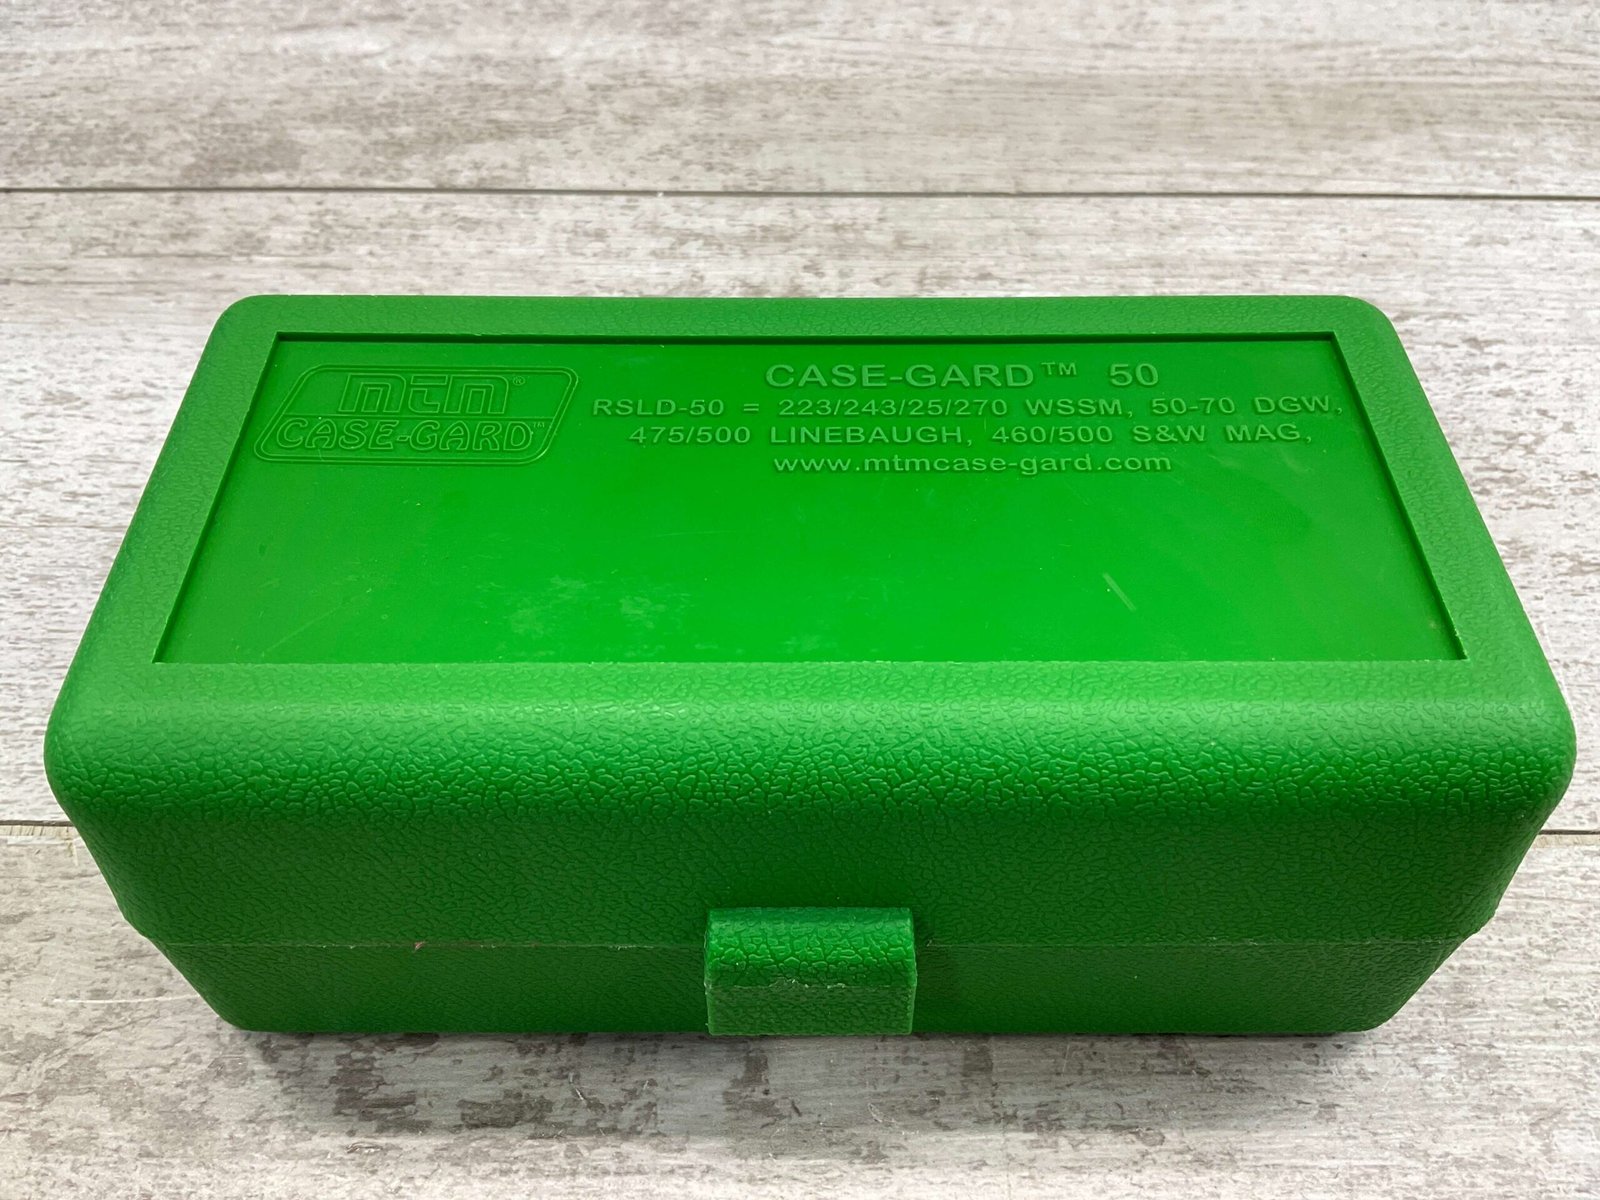 mtm®
CASE-GARD™
CASE-GARD™ 50
RSLD-50 = 223/243/25/270 WSSM, 50-70 DGW,
475/500 LINEBAUGH, 460/500 S&W MAG,
www.mtmcase-gard.com